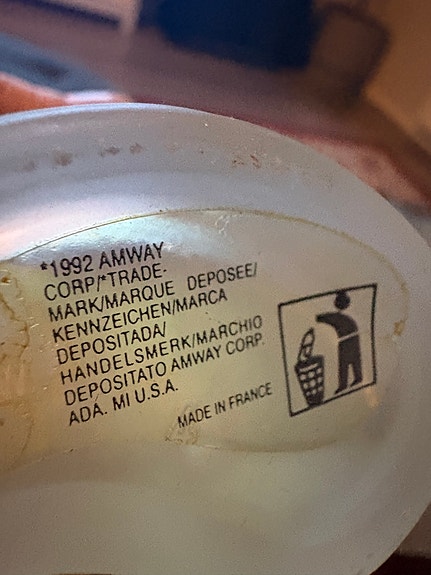 *1992 AMWAY
CORP/*TRADE-
MARK/MARQUE DEPOSEE/
KENNZEICHEN/MARCA
DEPOSITADA/
HANDELSMERK/MARCHIO
DEPOSITATO AMWAY CORP.
ADA. MI U.S.A.
MADE IN FRANCE